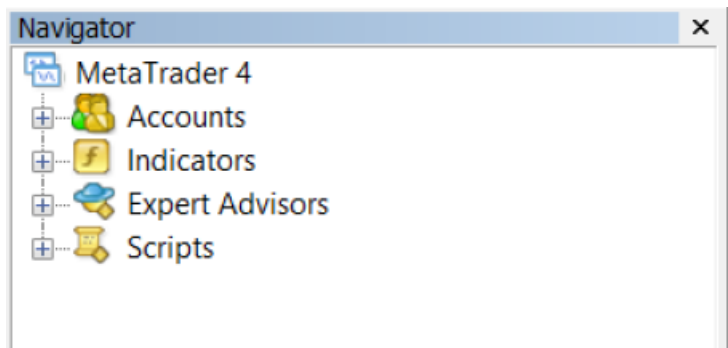 Navigator
MetaTrader 4
Accounts
Indicators
Expert Advisors
Scripts